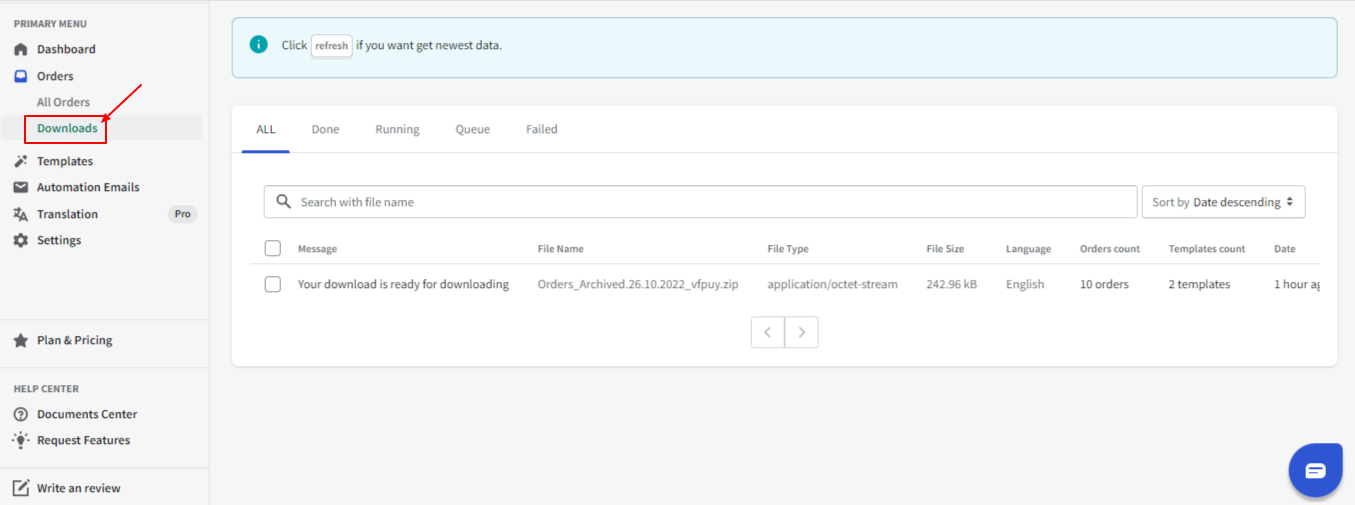 PRIMARY MENU
Dashboard
Orders
All Orders
Downloads
Templates
Automation Emails
Translation Pro
Settings
Plan & Pricing
HELP CENTER
Documents Center
Request Features
Write an review
Click refresh if you want get newest data.
ALL Done Running Queue Failed
Search with file name Sort by Date descending
Message File Name File Type File Size Language Orders count Templates count Date
Your download is ready for downloading Orders_Archived.26.10.2022_vfpuy.zip application/octet-stream 242.96 kB English 10 orders 2 templates 1 hour ag